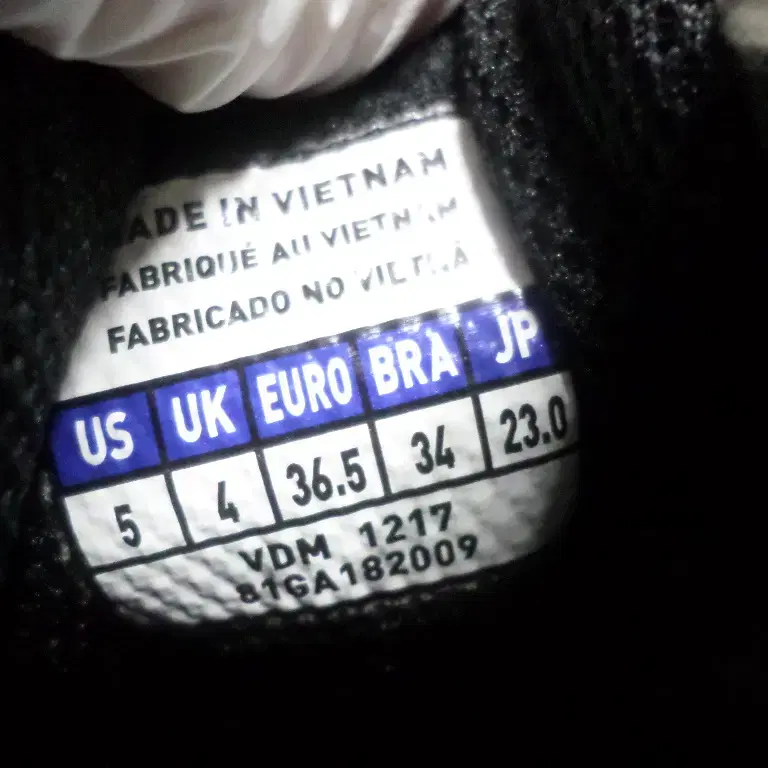 MADE IN VIETNAM
FABRIQUÉ AU VIETNAM
FABRICADO NO VIETNÃ
US UK EURO BRA JP
5 4 36.5 34 23.0
VDM 1217
81GA182009